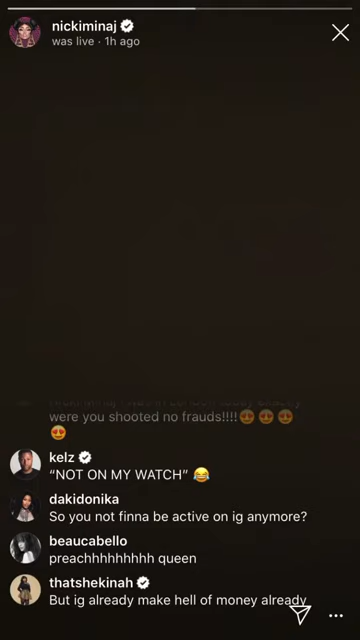 nickiminaj
was live · 1h ago
were you shooted no frauds!!!!😍😍😍
😍
kelz
“NOT ON MY WATCH” 😂
dakidonika
So you not finna be active on ig anymore?
beaucabello
preachhhhhhhhh queen
thatshekinah
But ig already make hell of money already